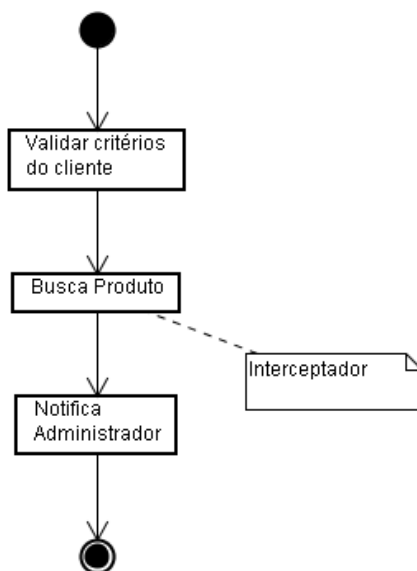 Validar critérios
do cliente
Busca Produto
Interceptador
Notifica
Administrador